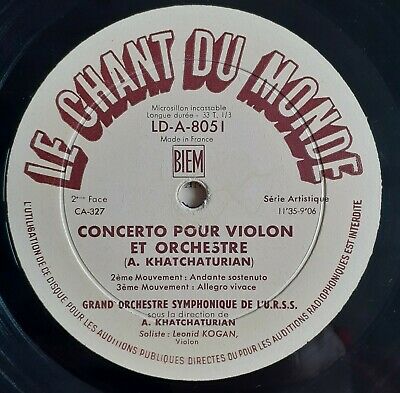 LE CHANT DU MONDE
Microsillon incassable
Longue durée - 33 T. 1/3
LD-A-8051
Made in France
BIEM
2ème Face
CA-327
Série Artistique
11'35-9'06
CONCERTO POUR VIOLON
ET ORCHESTRE
(A. KHATCHATURIAN)
2ème Mouvement : Andante sostenuto
3ème Mouvement : Allegro vivace
GRAND ORCHESTRE SYMPHONIQUE DE L'U.R.S.S.
sous la direction de
A. KHATCHATURIAN
Soliste : Leonid KOGAN,
Violon
L'UTILISATION DE CE DISQUE POUR LES AUDITIONS PUBLIQUES DIRECTES OU POUR LES AUDITIONS RADIOPHONIQUES EST INTERDITE